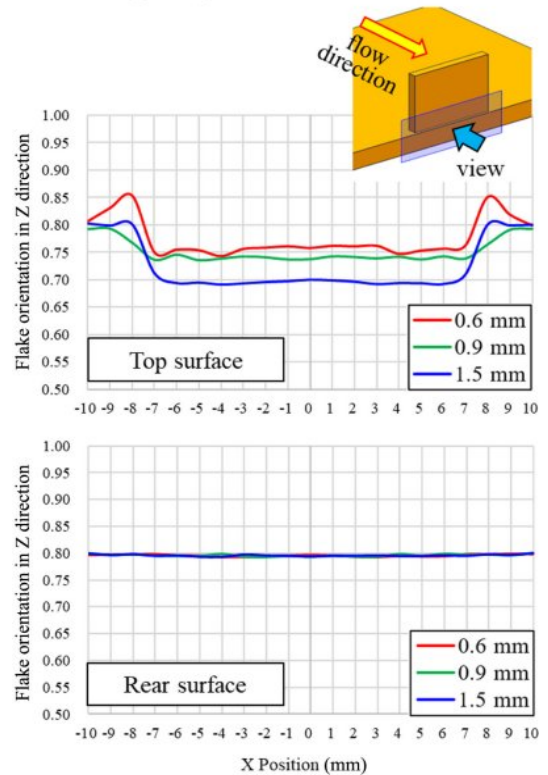 flow
direction
view
Flake orientation in Z direction
1.00
0.95
0.90
0.85
0.80
0.75
0.70
0.65
0.60
0.55
0.50
Top surface
0.6 mm
0.9 mm
1.5 mm
-10 -9 -8 -7 -6 -5 -4 -3 -2 -1 0 1 2 3 4 5 6 7 8 9 10
Flake orientation in Z direction
1.00
0.95
0.90
0.85
0.80
0.75
0.70
0.65
0.60
0.55
0.50
Rear surface
0.6 mm
0.9 mm
1.5 mm
-10 -9 -8 -7 -6 -5 -4 -3 -2 -1 0 1 2 3 4 5 6 7 8 9 10
X Position (mm)